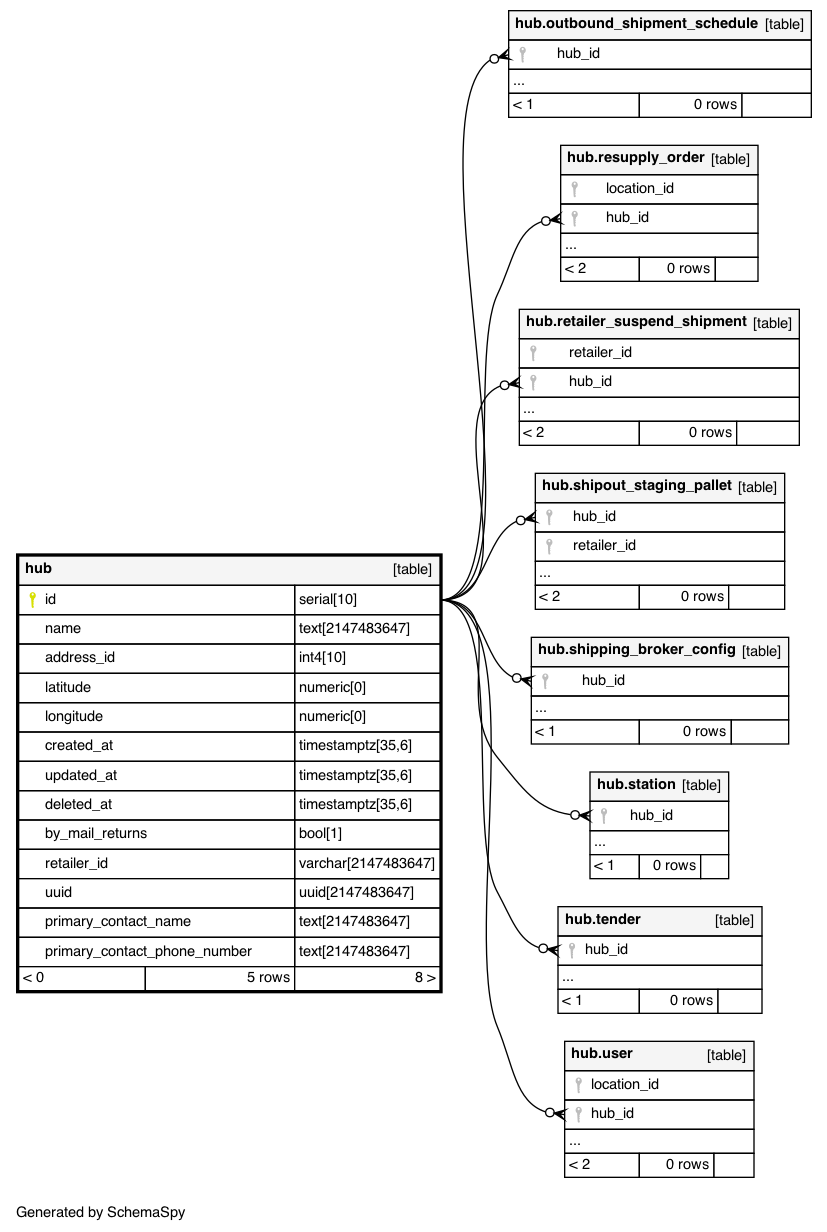 hub.outbound_shipment_schedule [table]
hub_id
...
< 1 0 rows
hub.resupply_order [table]
location_id
hub_id
...
< 2 0 rows
hub.retailer_suspend_shipment [table]
retailer_id
hub_id
...
< 2 0 rows
hub.shipout_staging_pallet [table]
hub_id
retailer_id
...
< 2 0 rows
hub [table]
id serial[10]
name text[2147483647]
address_id int4[10]
latitude numeric[0]
longitude numeric[0]
created_at timestamptz[35,6]
updated_at timestamptz[35,6]
deleted_at timestamptz[35,6]
by_mail_returns bool[1]
retailer_id varchar[2147483647]
uuid uuid[2147483647]
primary_contact_name text[2147483647]
primary_contact_phone_number text[2147483647]
< 0 5 rows 8 >
hub.shipping_broker_config [table]
hub_id
...
< 1 0 rows
hub.station [table]
hub_id
...
< 1 0 rows
hub.tender [table]
hub_id
...
< 1 0 rows
hub.user [table]
location_id
hub_id
...
< 2 0 rows
Generated by SchemaSpy